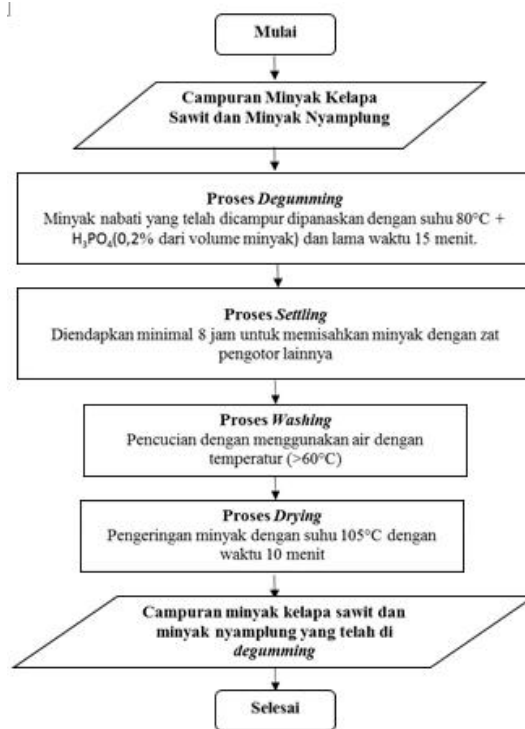 Mulai
Campuran Minyak Kelapa
Sawit dan Minyak Nyamplung
Proses Degumming
Minyak nabati yang telah dicampur dipanaskan dengan suhu 80°C +
H₃PO₄(0,2% dari volume minyak) dan lama waktu 15 menit.
Proses Settling
Diendapkan minimal 8 jam untuk memisahkan minyak dengan zat
pengotor lainnya
Proses Washing
Pencucian dengan menggunakan air dengan
temperatur (>60°C)
Proses Drying
Pengeringan minyak dengan suhu 105°C dengan
waktu 10 menit
Campuran minyak kelapa sawit dan
minyak nyamplung yang telah di
degumming
Selesai